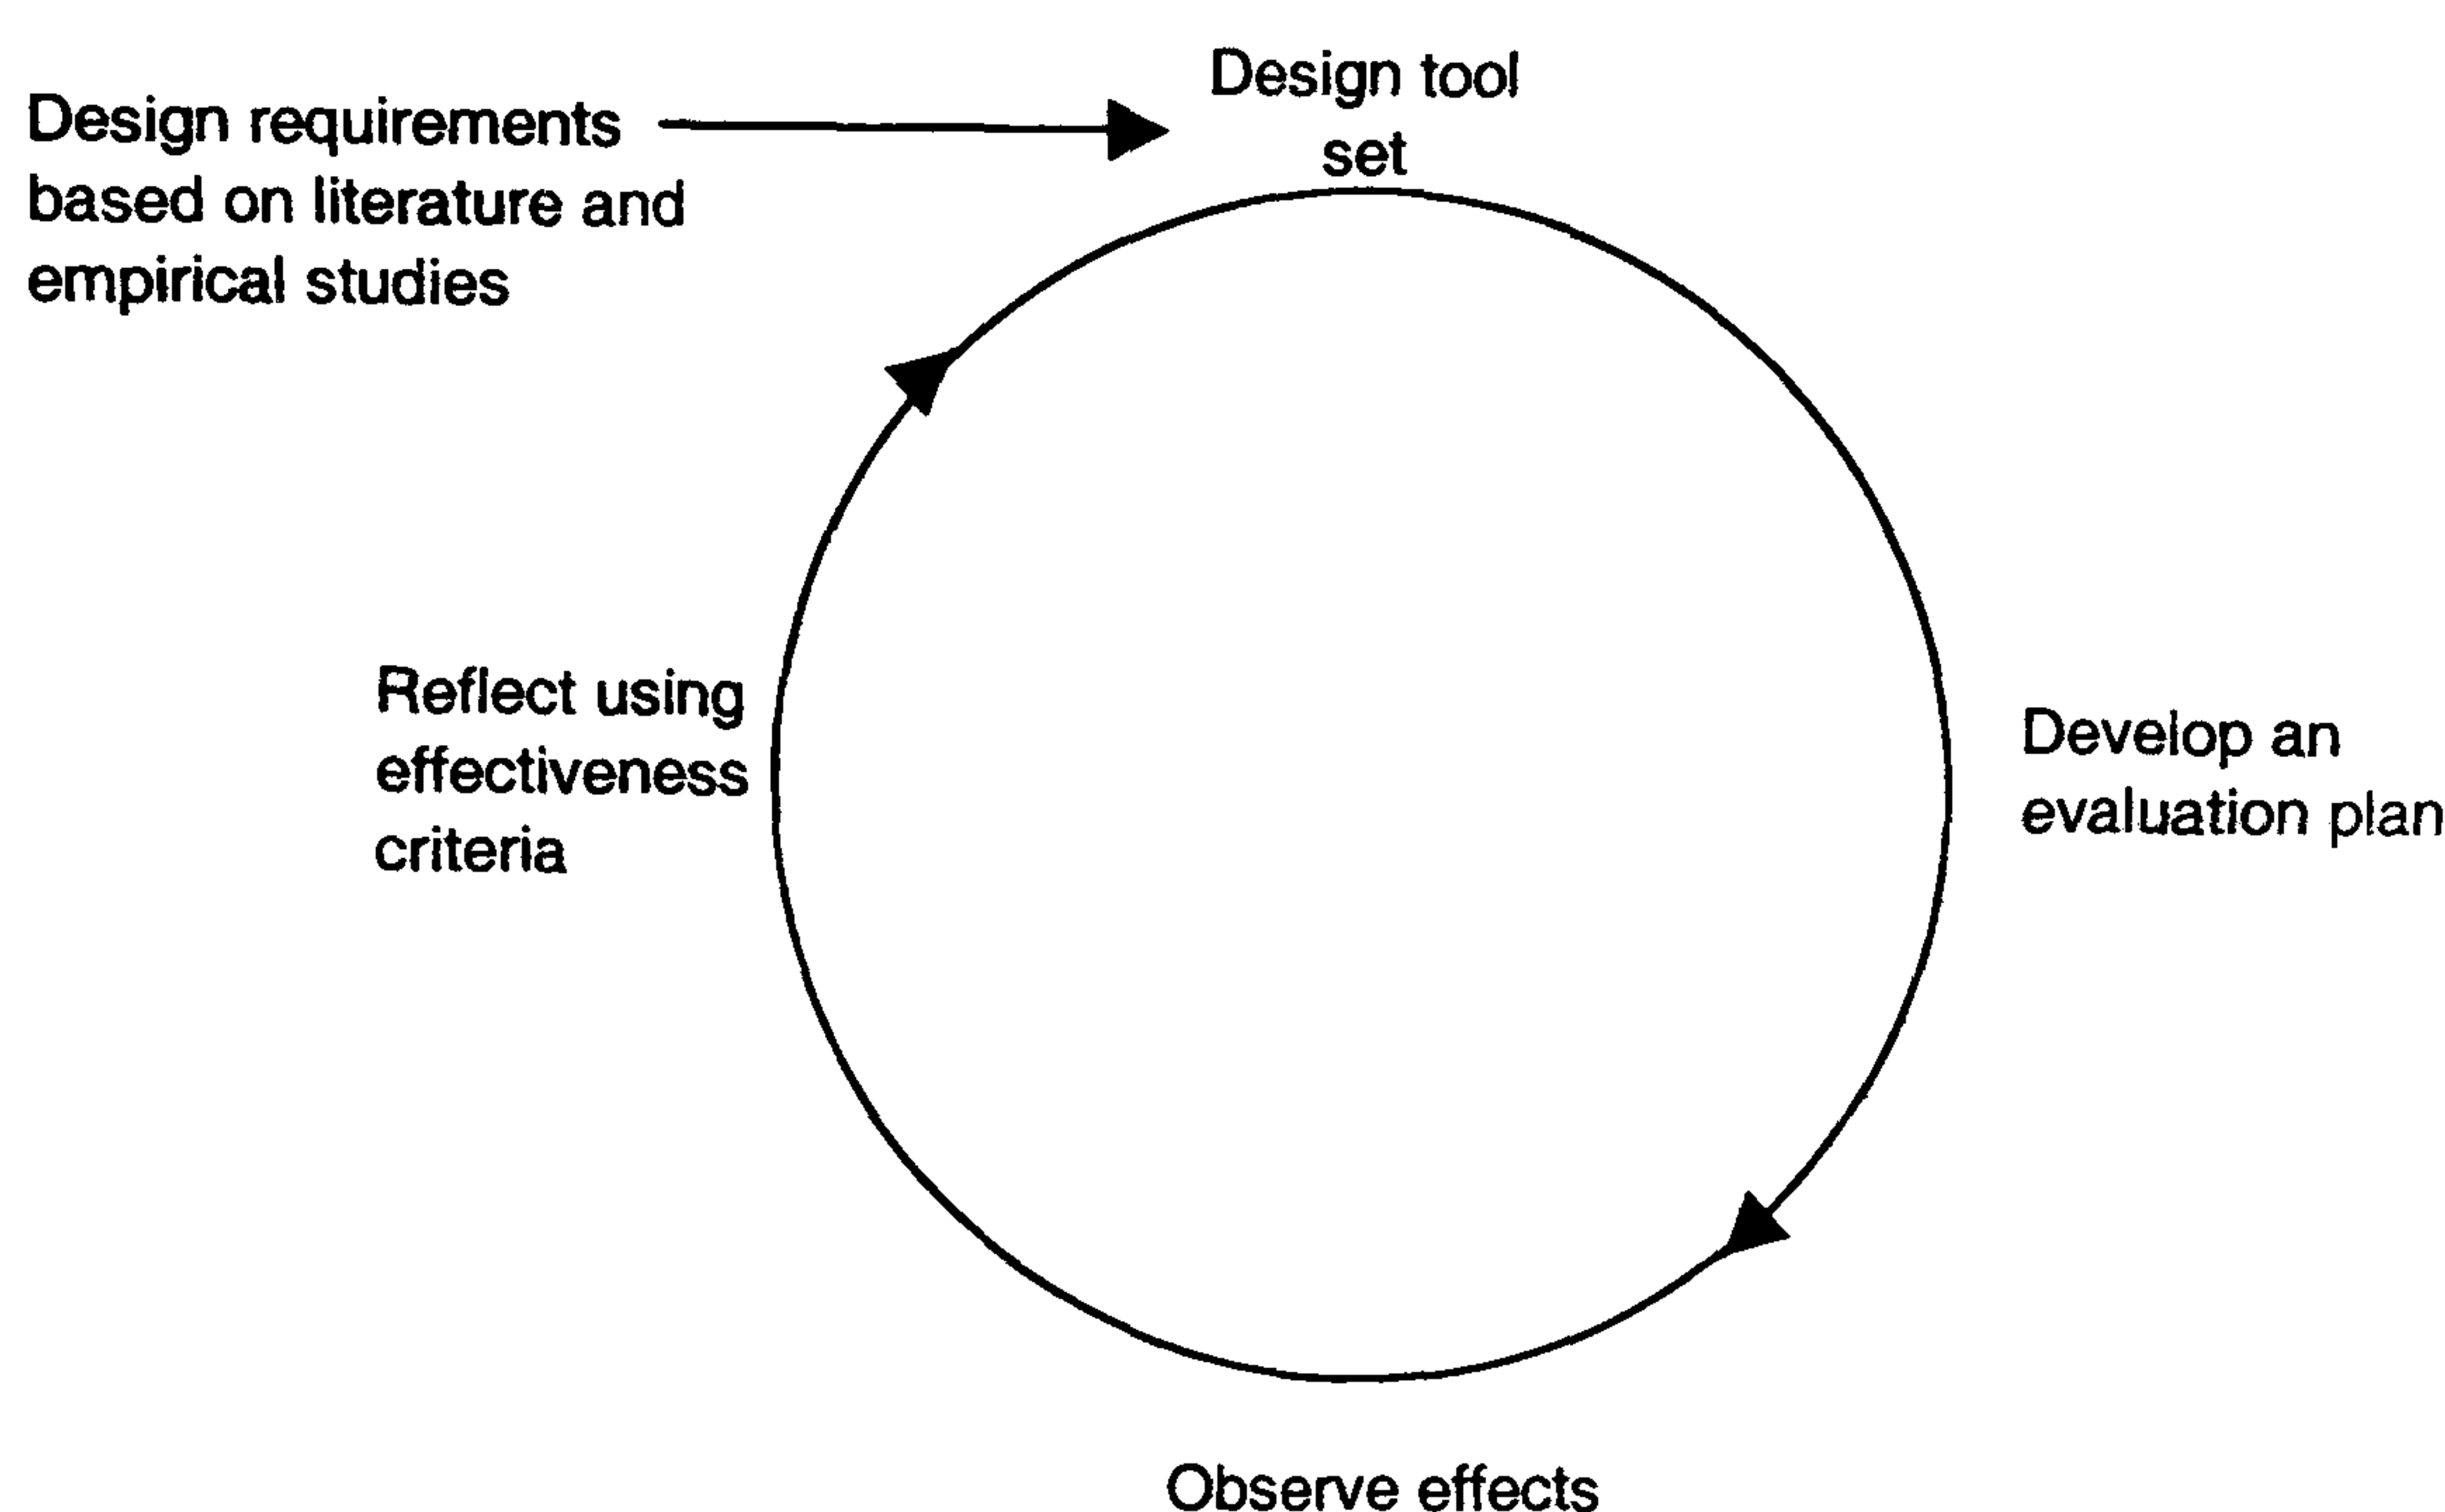 Design requirements
based on literature and
empirical studies
Design tool
set
Reflect using
effectiveness
criteria
Develop an
evaluation plan
Observe effects